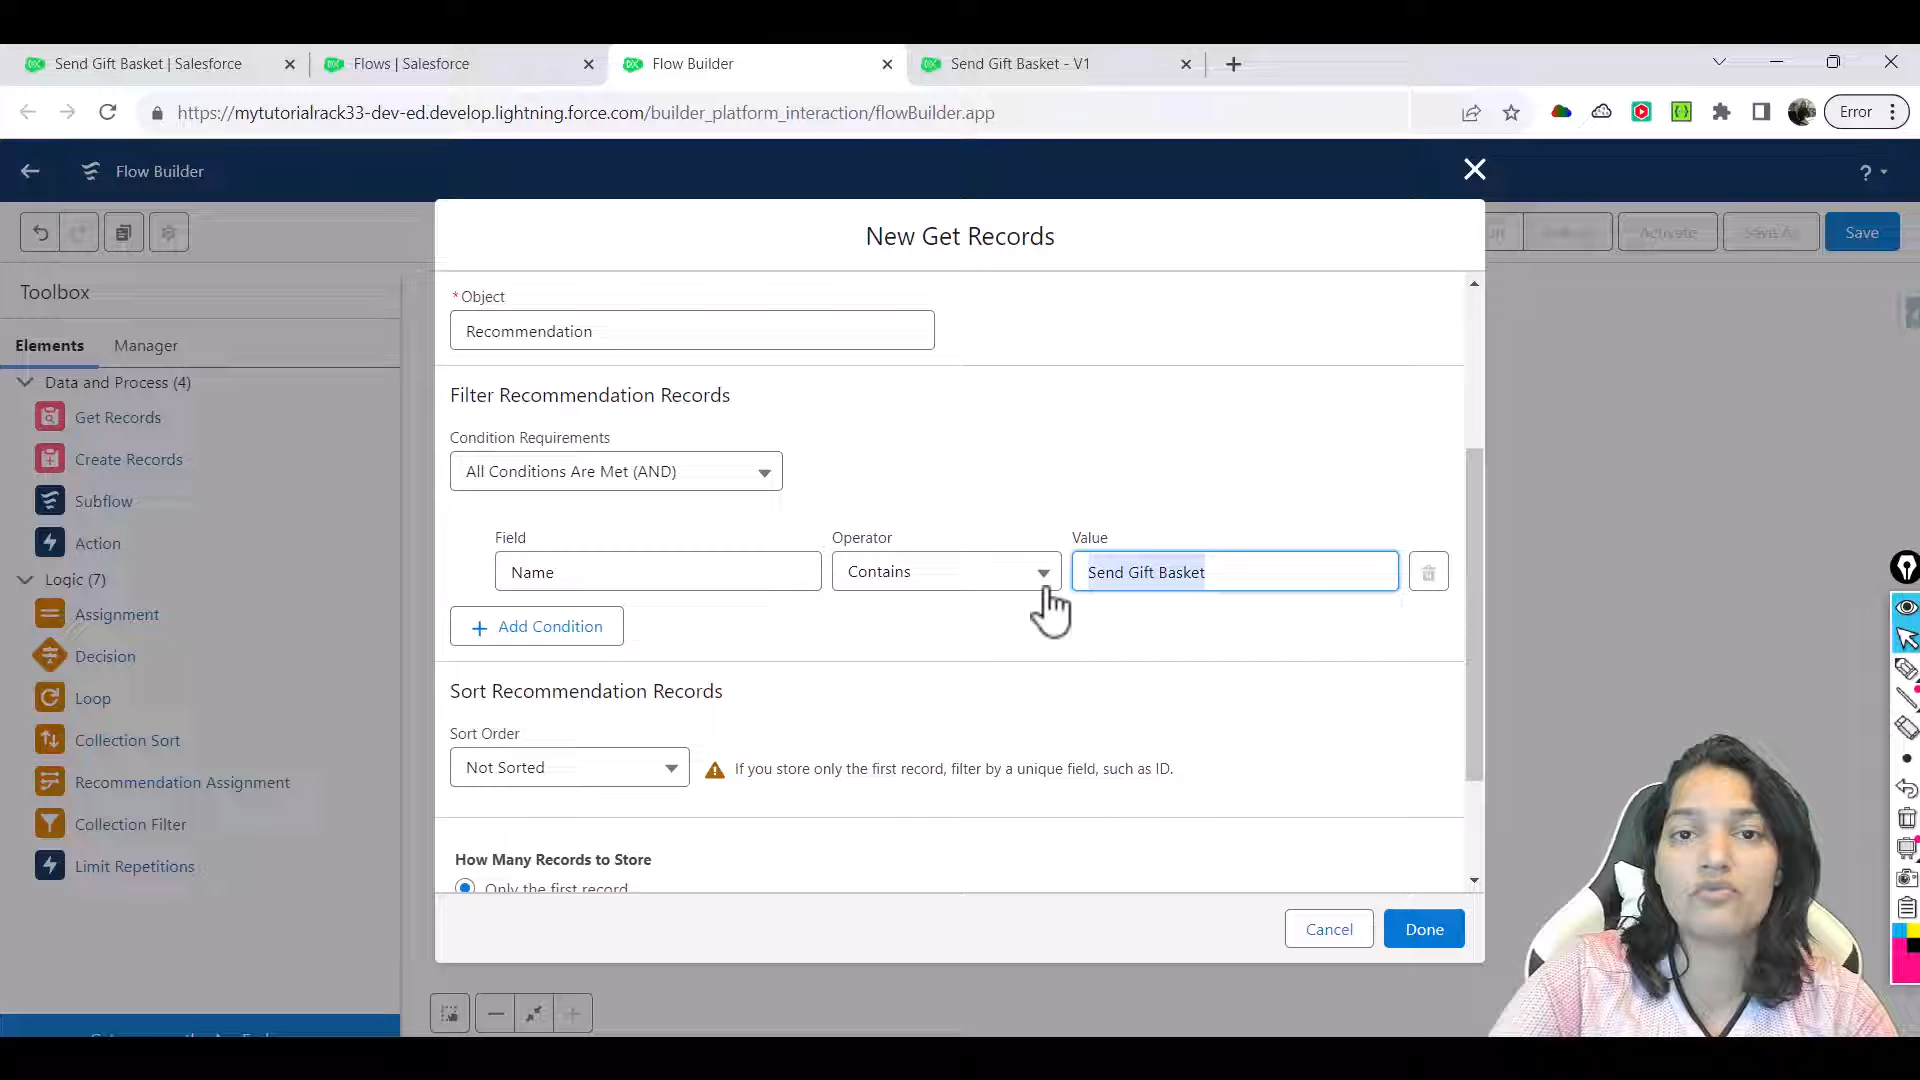 Send Gift Basket | Salesforce
Flows | Salesforce
Flow Builder
Send Gift Basket - V1
https://mytutorialrack33-dev-ed.develop.lightning.force.com/builder_platform_interaction/flowBuilder.app
Error
Flow Builder
?
New Get Records
Activate
Save As
Save
Toolbox
Elements
Manager
Data and Process (4)
Get Records
Create Records
Subflow
Action
Logic (7)
Assignment
Decision
Loop
Collection Sort
Recommendation Assignment
Collection Filter
Limit Repetitions
*Object
Recommendation
Filter Recommendation Records
Condition Requirements
All Conditions Are Met (AND)
Field
Operator
Value
Name
Contains
Send Gift Basket
+ Add Condition
Sort Recommendation Records
Sort Order
Not Sorted
If you store only the first record, filter by a unique field, such as ID.
How Many Records to Store
Only the first record
Cancel
Done